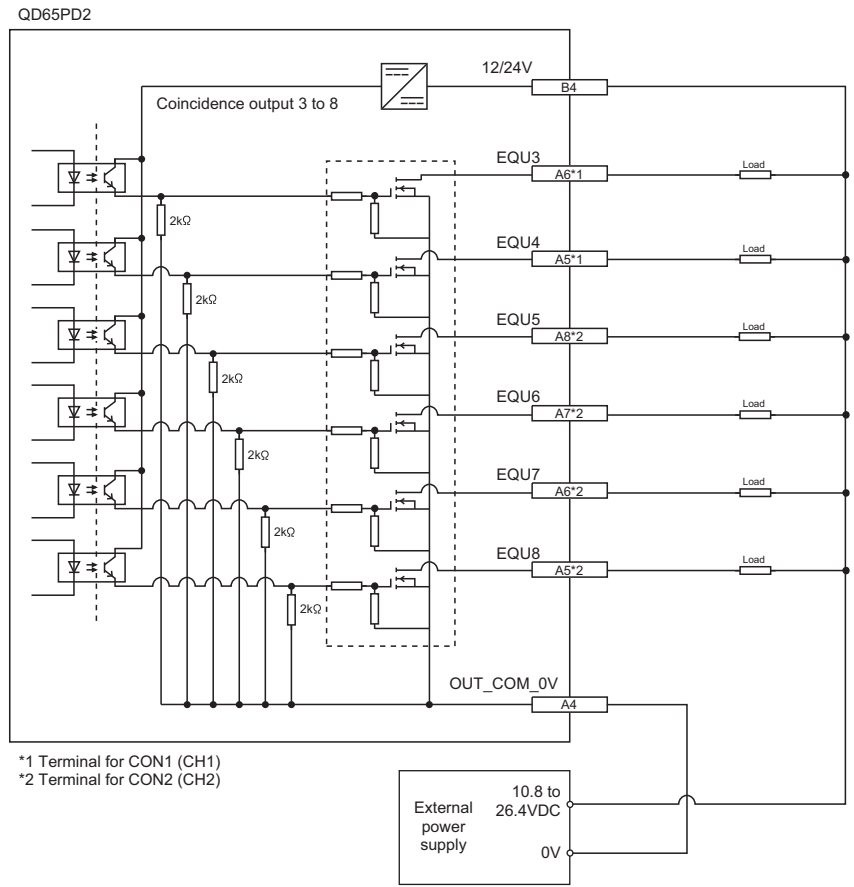 QD65PD2
12/24V
B4
Coincidence output 3 to 8
EQU3
A6*1
Load
2kΩ
EQU4
A5*1
Load
2kΩ
EQU5
A8*2
Load
2kΩ
EQU6
A7*2
Load
2kΩ
EQU7
A6*2
Load
2kΩ
EQU8
A5*2
Load
2kΩ
OUT_COM_0V
A4
*1 Terminal for CON1 (CH1)
*2 Terminal for CON2 (CH2)
External
power
supply
10.8 to
26.4VDC
0V